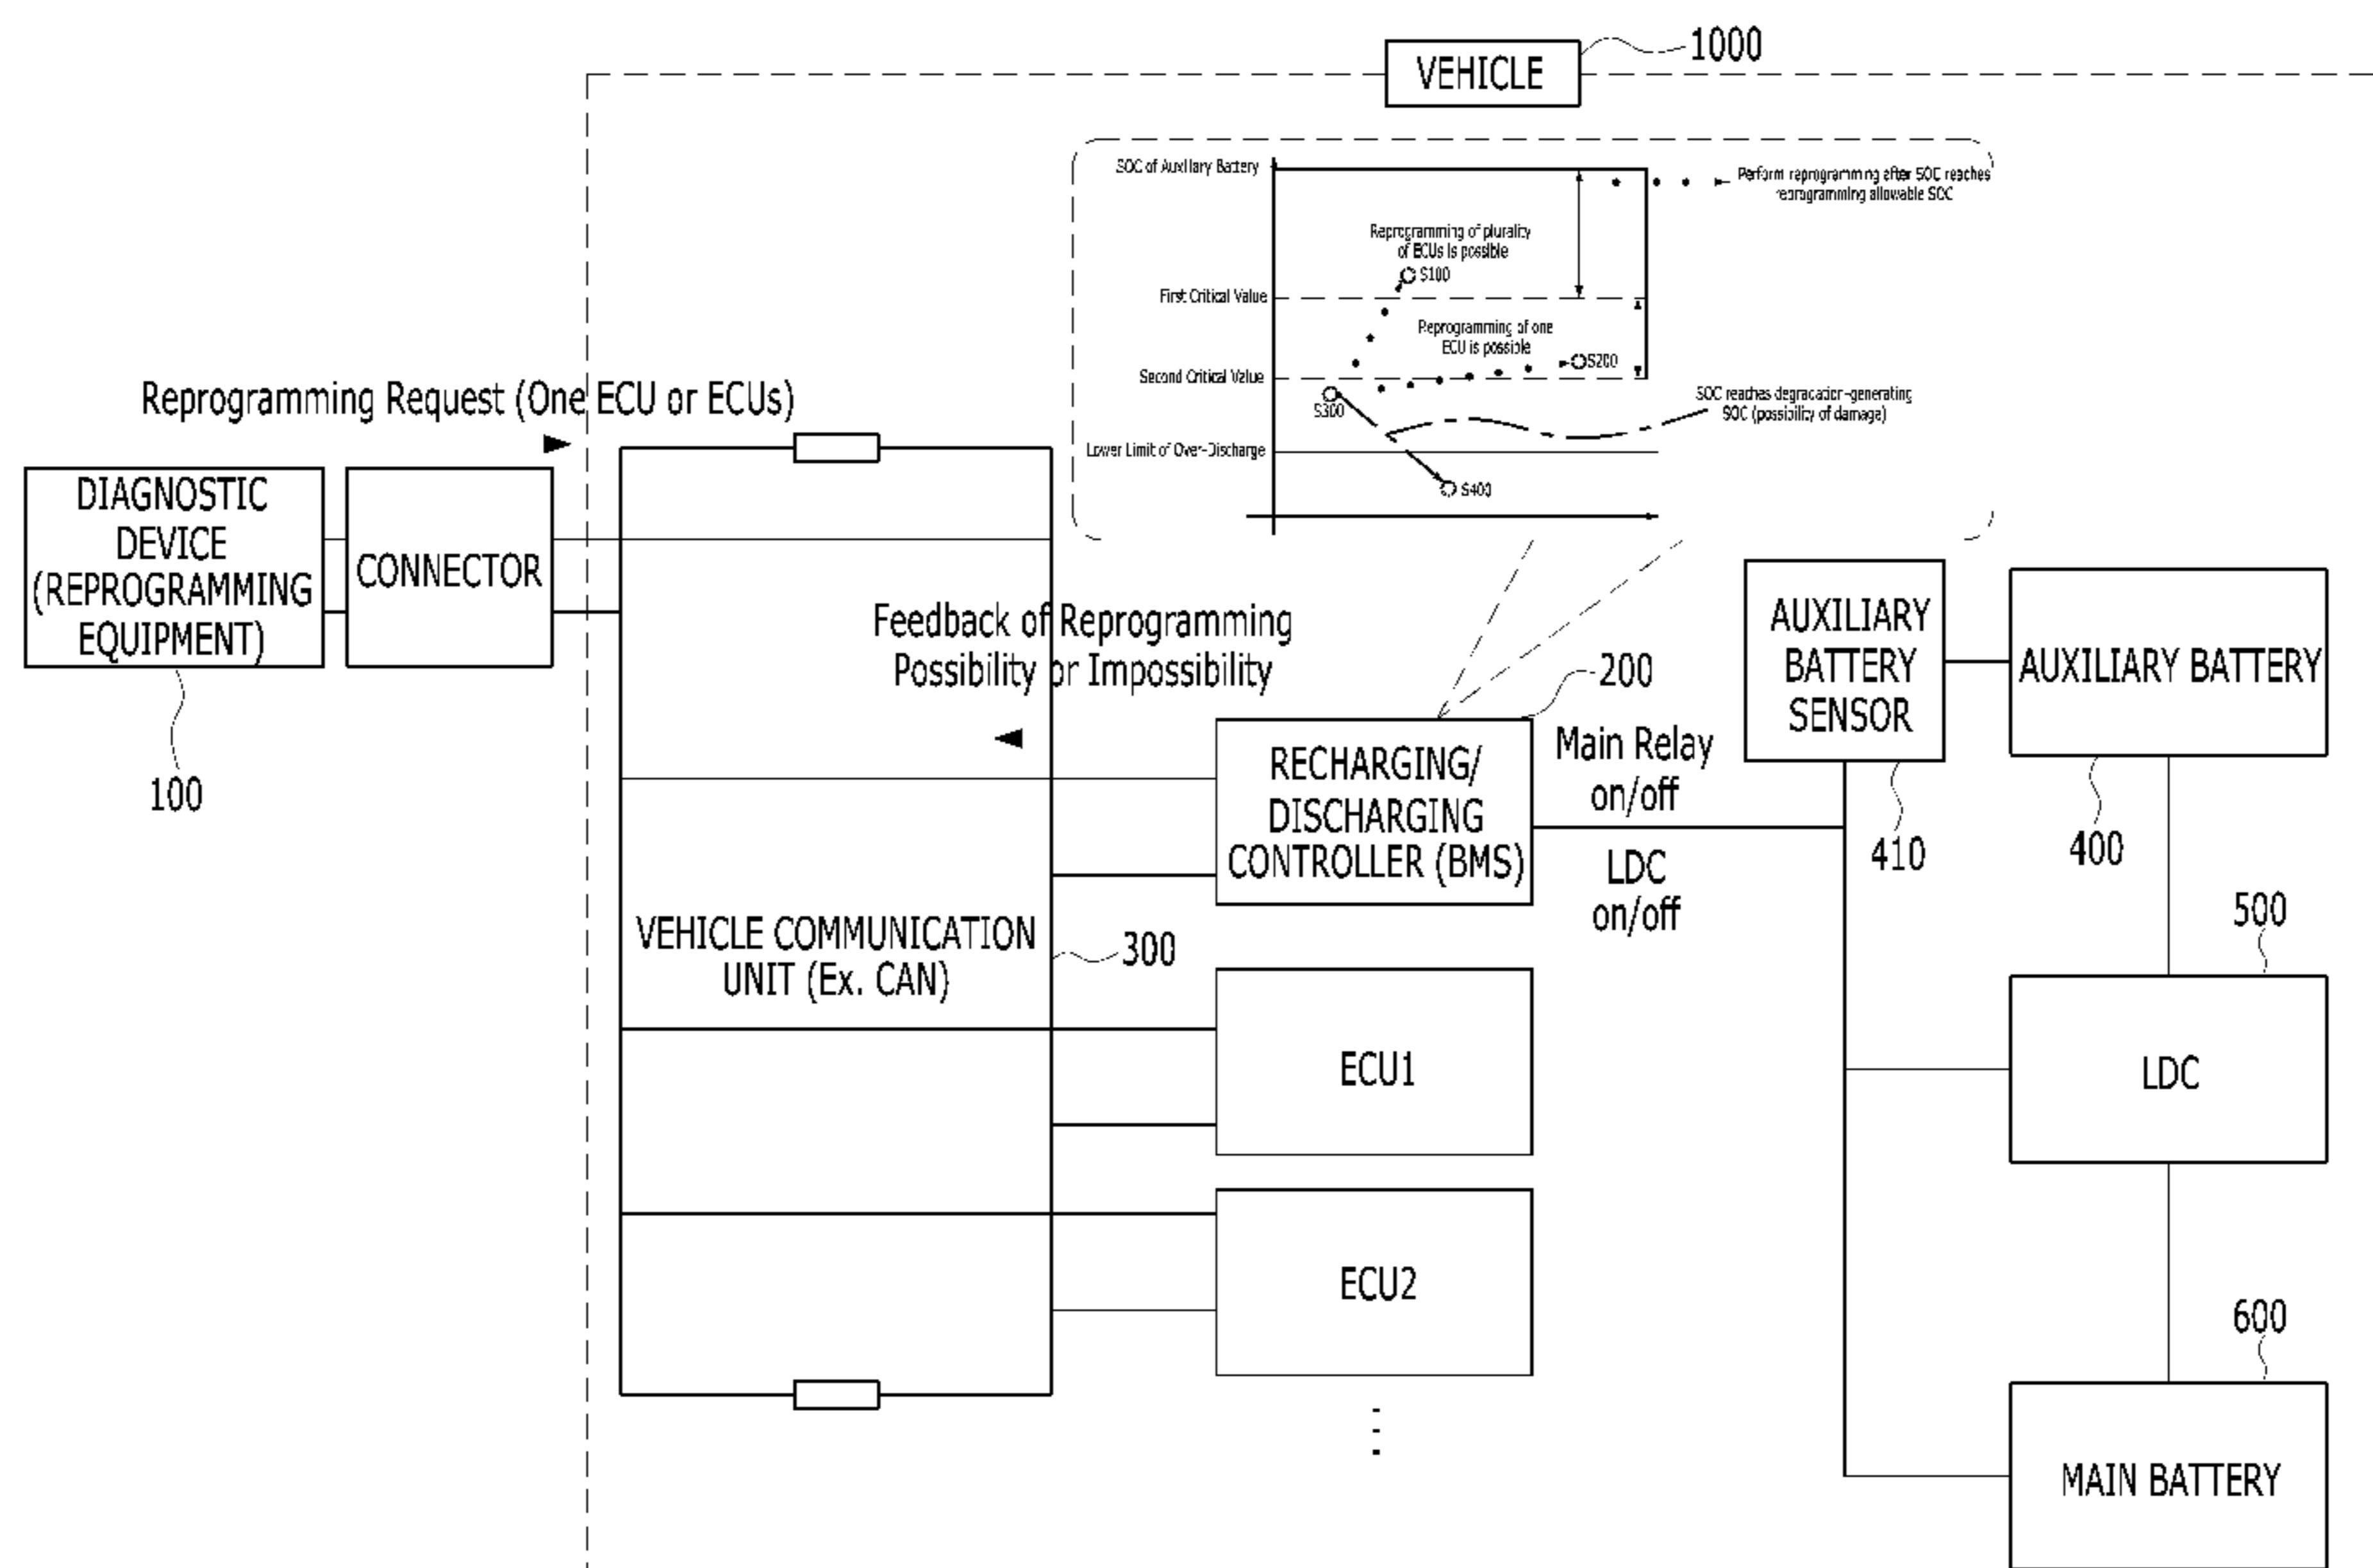 VEHICLE
1000
SOC of Auxiliary Battery
Perform reprogramming after SOC reaches
reprogramming allowable SOC
Reprogramming of plurality
of ECUs is possible
S100
First Critical Value
Reprogramming of one
ECU is possible
S200
Second Critical Value
S300
SOC reaches degradation-generating
SOC (possibility of damage)
Lower Limit of Over-Discharge
S400
Reprogramming Request (One ECU or ECUs)
DIAGNOSTIC
DEVICE
(REPROGRAMMING
EQUIPMENT)
100
CONNECTOR
Feedback of Reprogramming
Possibility or Impossibility
200
RECHARGING/
DISCHARGING
CONTROLLER (BMS)
Main Relay
on/off
LDC
on/off
AUXILIARY
BATTERY
SENSOR
410
AUXILIARY BATTERY
400
VEHICLE COMMUNICATION
UNIT (Ex. CAN)
300
ECU1
500
LDC
ECU2
600
MAIN BATTERY